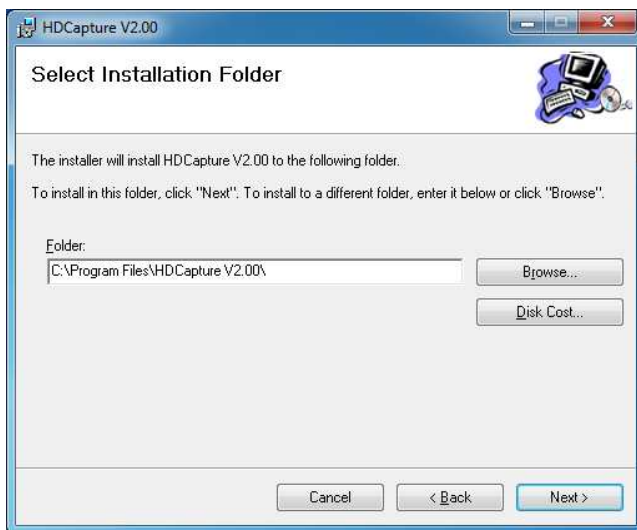 HDCapture V2.00
Select Installation Folder
The installer will install HDCapture V2.00 to the following folder.
To install in this folder, click "Next". To install to a different folder, enter it below or click "Browse".
Folder:
C:\Program Files\HDCapture V2.00\
Browse...
Disk Cost...
Cancel
< Back
Next >